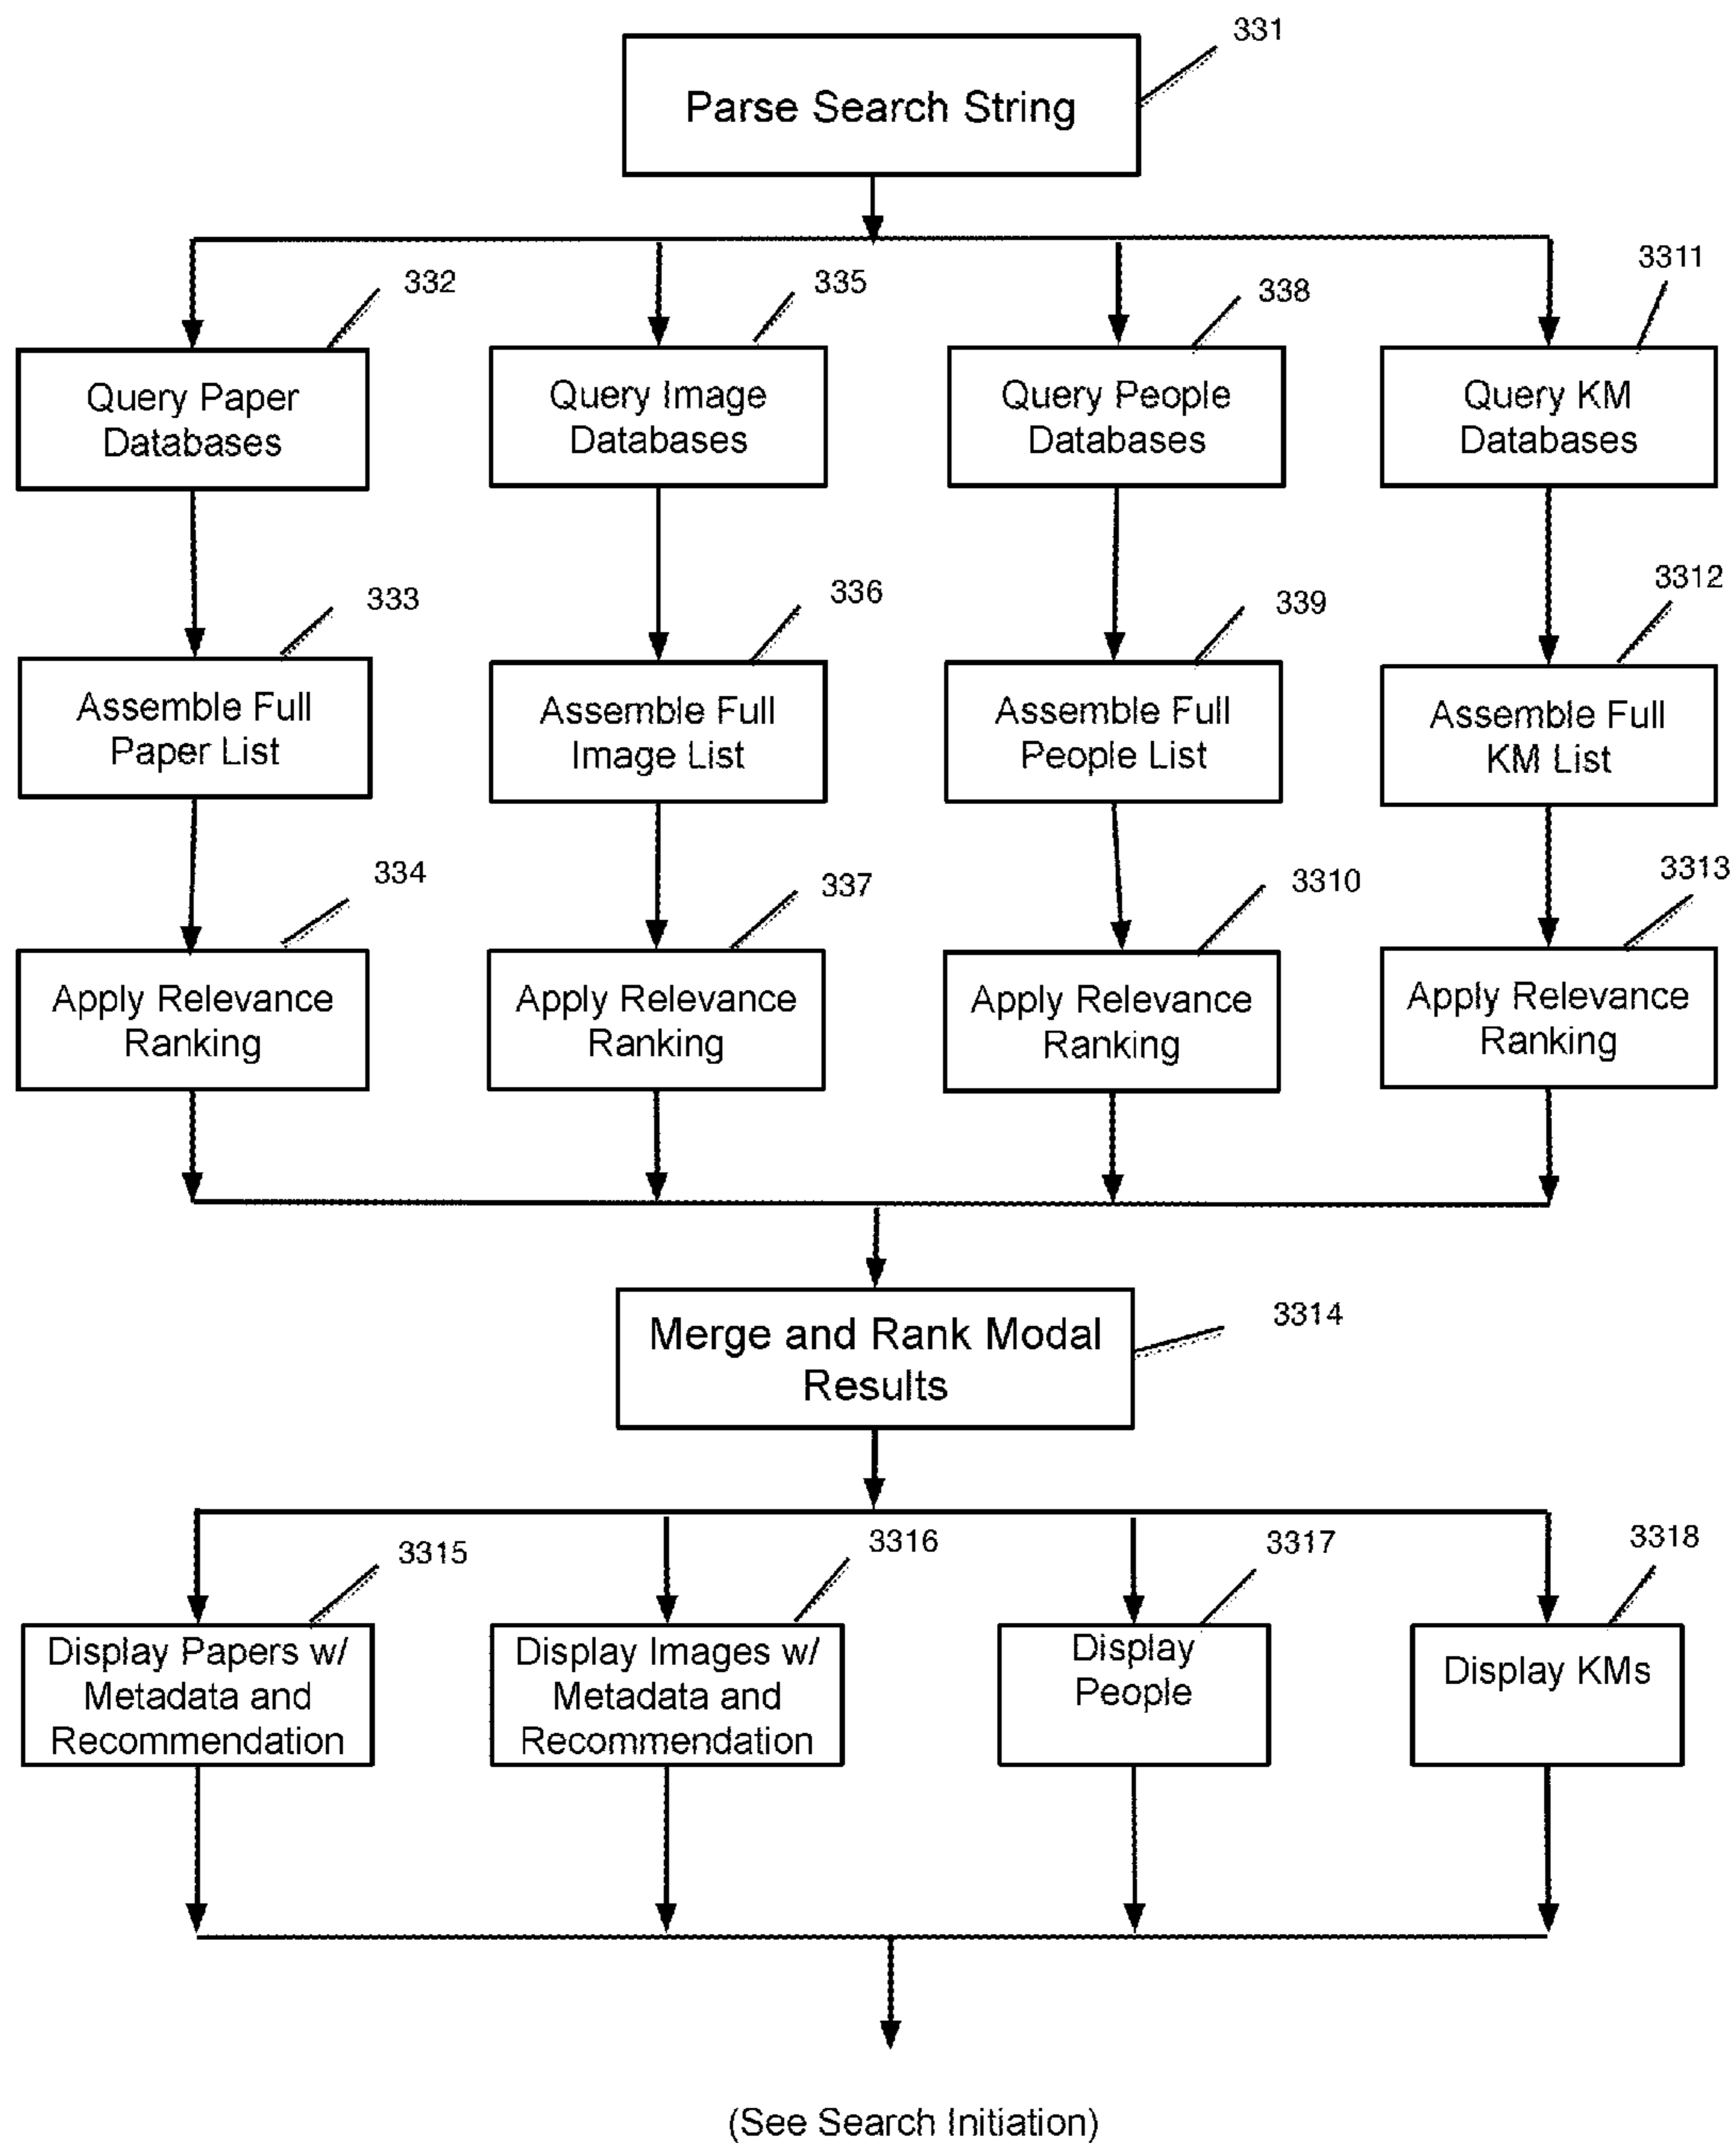 331
Parse Search String
332
335
338
3311
Query Paper
Databases
Query Image
Databases
Query People
Databases
Query KM
Databases
333
336
339
3312
Assemble Full
Paper List
Assemble Full
Image List
Assemble Full
People List
Assemble Full
KM List
334
337
3310
3313
Apply Relevance
Ranking
Apply Relevance
Ranking
Apply Relevance
Ranking
Apply Relevance
Ranking
3314
Merge and Rank Modal
Results
3315
3316
3317
3318
Display Papers w/
Metadata and
Recommendation
Display Images w/
Metadata and
Recommendation
Display
People
Display KMs
(See Search Initiation)